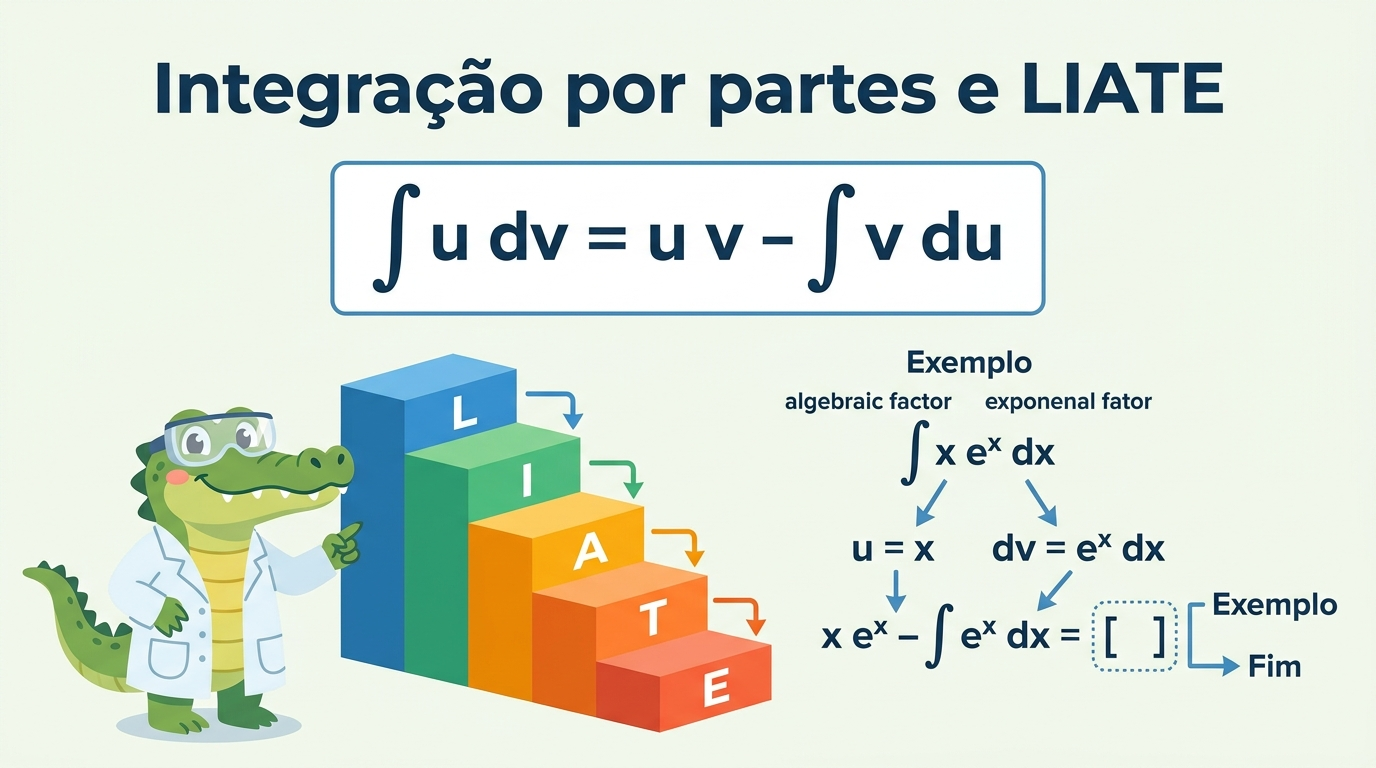 Integração por partes e LIATE
∫ u dv = u v – ∫ v du
L
I
A
T
E
Exemplo
algebraic factor exponenal fator
∫ x eˣ dx
u = x dv = eˣ dx
x eˣ – ∫ eˣ dx = [ ]
Exemplo
Fim